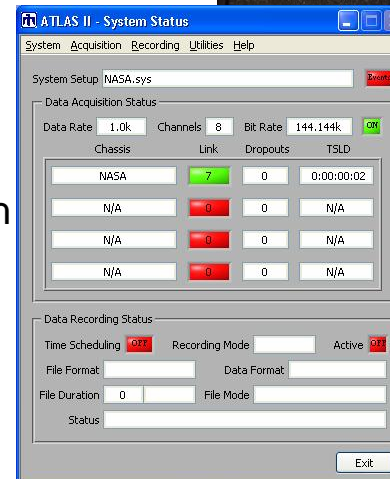 ATLAS II - System Status
System Acquisition Recording Utilities Help
System Setup NASA.sys Events
Data Acquisition Status
Data Rate 1.0k Channels 8 Bit Rate 144.144k ON
Chassis Link Dropouts TSLD
NASA 7 0 0:00:00:02
N/A 0 0 N/A
n
N/A 0 0 N/A
N/A 0 0 N/A
Data Recording Status
Time Scheduling OFF Recording Mode Active OFF
File Format Data Format
File Duration 0 File Mode
Status
Exit